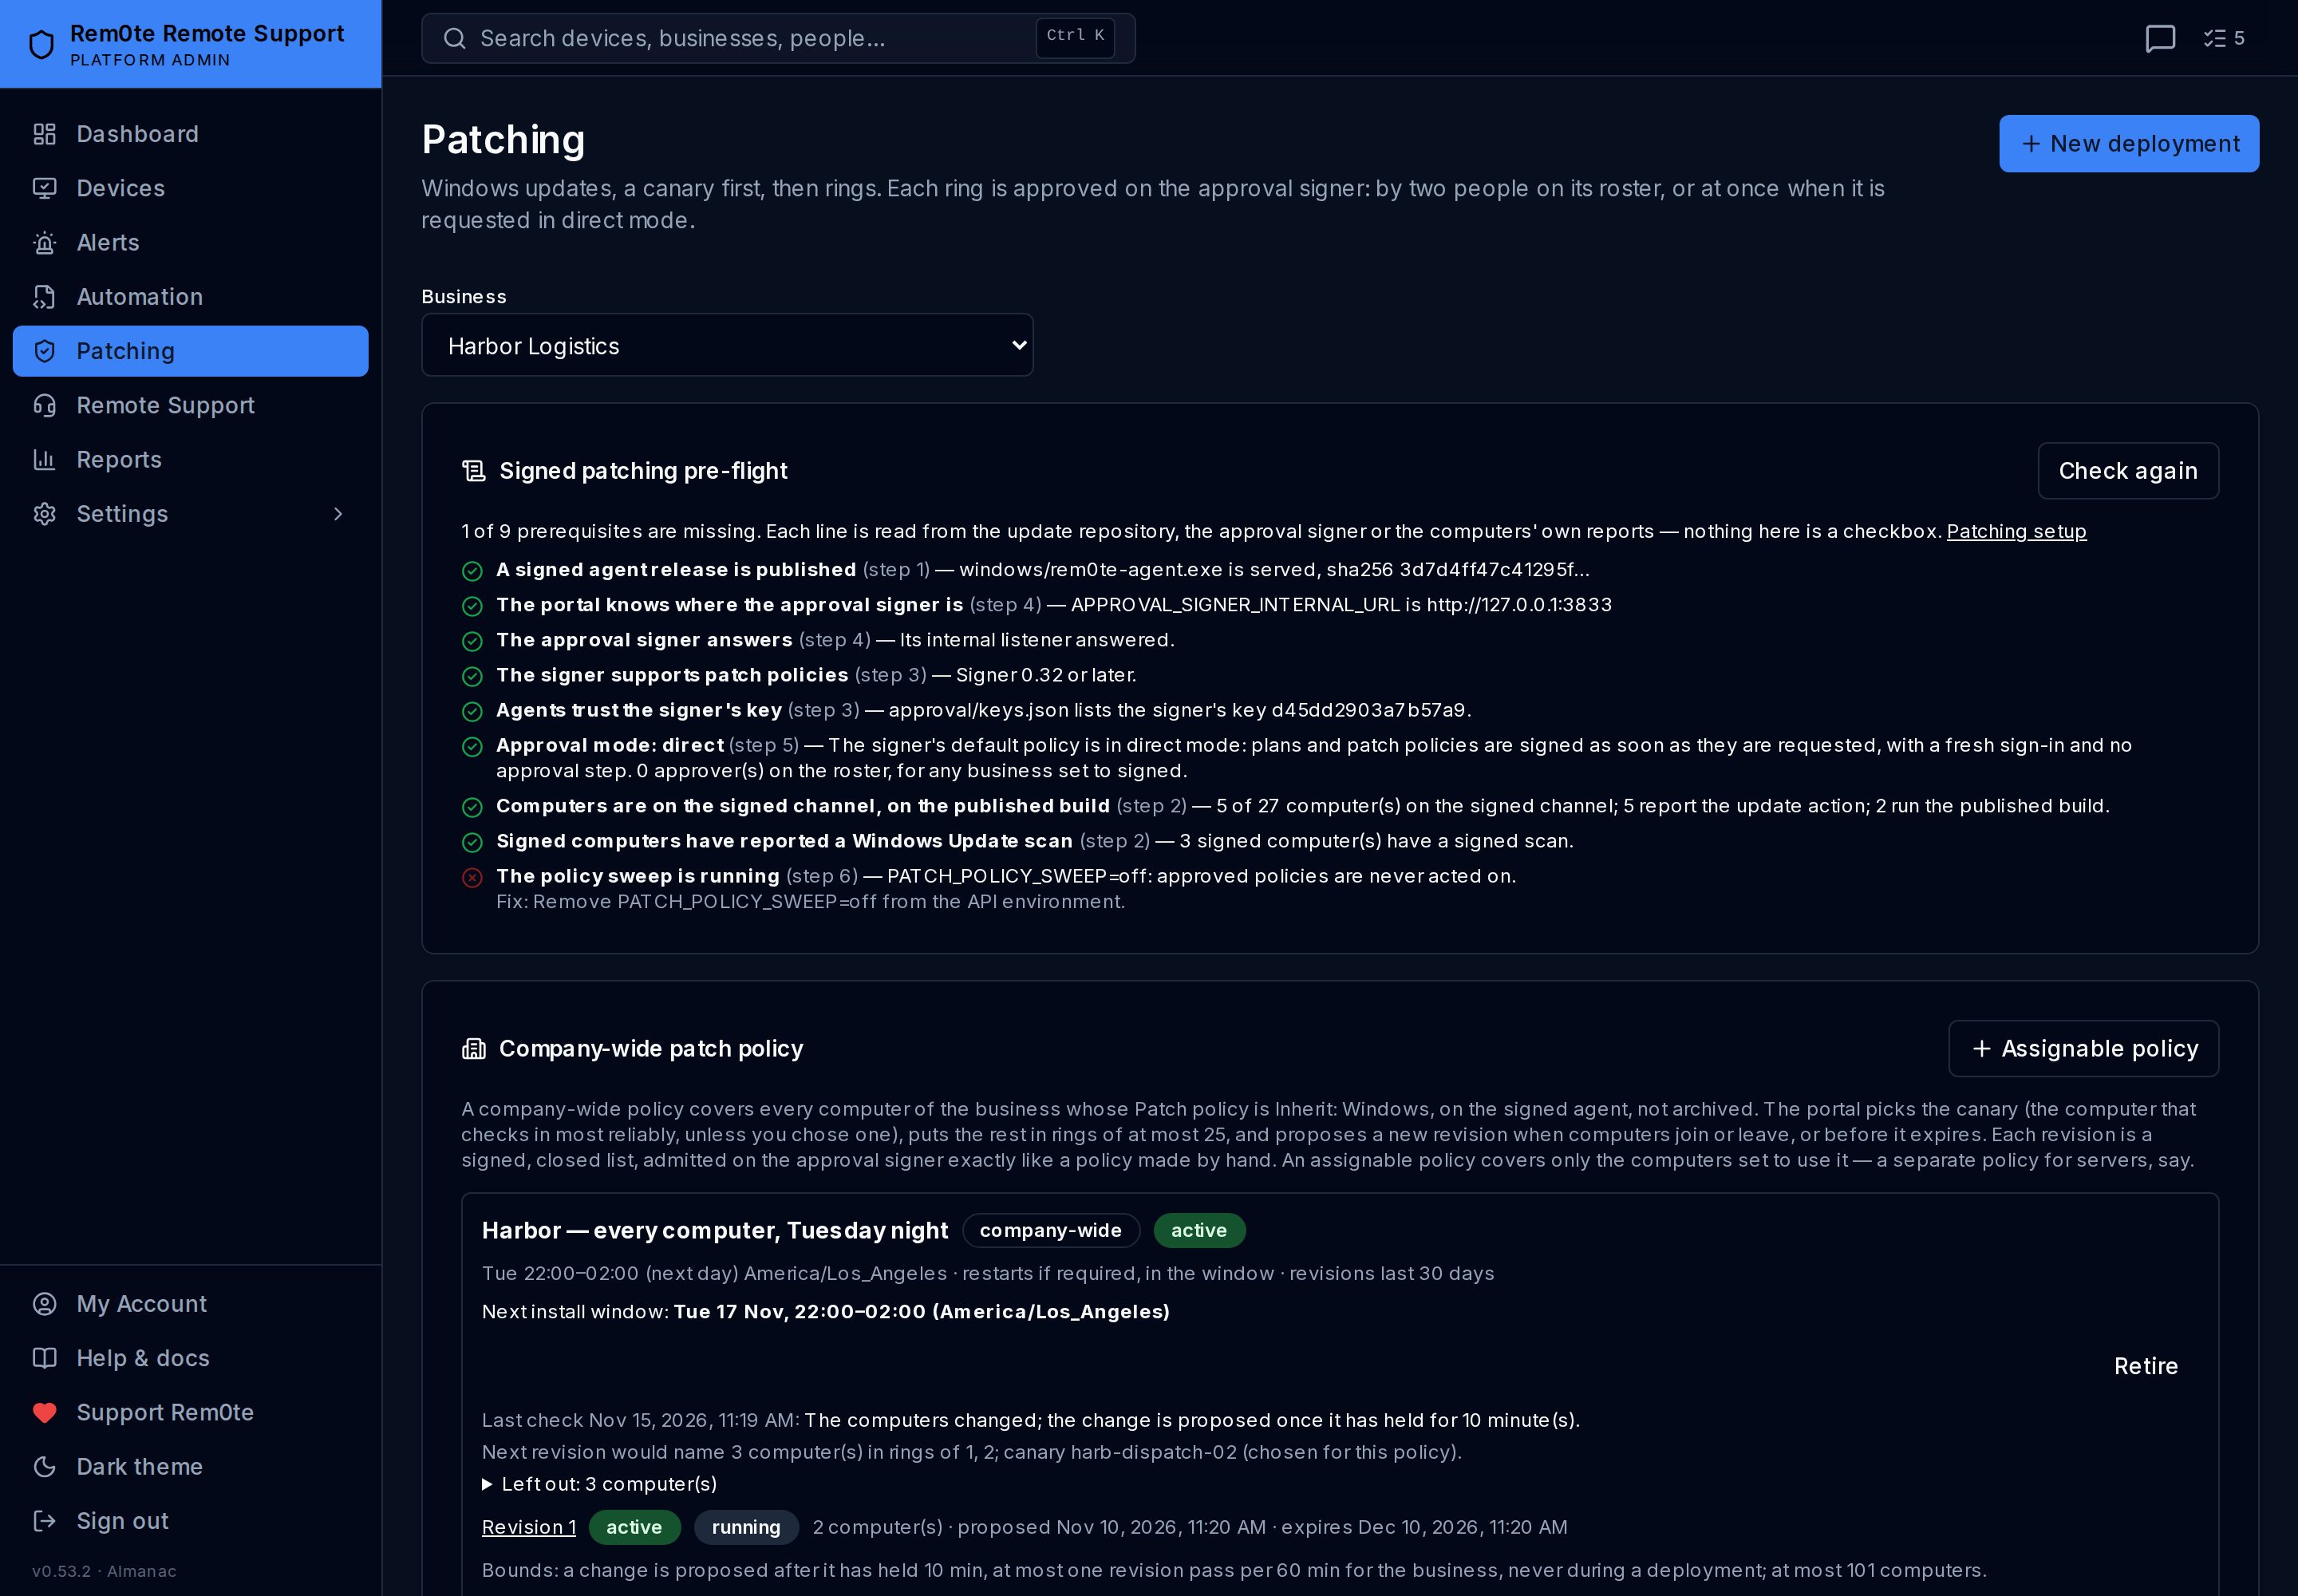 Rem0te Remote Support
PLATFORM ADMIN
Dashboard
Devices
Alerts
Automation
Patching
Remote Support
Reports
Settings
My Account
Help & docs
Support Rem0te
Dark theme
Sign out
v0.53.2 · Almanac
Search devices, businesses, people...
Ctrl K
5
Patching
Windows updates, a canary first, then rings. Each ring is approved on the approval signer: by two people on its roster, or at once when it is
requested in direct mode.
New deployment
Business
Harbor Logistics
Signed patching pre-flight
Check again
1 of 9 prerequisites are missing. Each line is read from the update repository, the approval signer or the computers' own reports — nothing here is a checkbox. Patching setup
A signed agent release is published (step 1) — windows/rem0te-agent.exe is served, sha256 3d7d4ff47c41295f…
The portal knows where the approval signer is (step 4) — APPROVAL_SIGNER_INTERNAL_URL is http://127.0.0.1:3833
The approval signer answers (step 4) — Its internal listener answered.
The signer supports patch policies (step 3) — Signer 0.32 or later.
Agents trust the signer's key (step 3) — approval/keys.json lists the signer's key d45dd2903a7b57a9.
Approval mode: direct (step 5) — The signer's default policy is in direct mode: plans and patch policies are signed as soon as they are requested, with a fresh sign-in and no
approval step. 0 approver(s) on the roster, for any business set to signed.
Computers are on the signed channel, on the published build (step 2) — 5 of 27 computer(s) on the signed channel; 5 report the update action; 2 run the published build.
Signed computers have reported a Windows Update scan (step 2) — 3 signed computer(s) have a signed scan.
The policy sweep is running (step 6) — PATCH_POLICY_SWEEP=off: approved policies are never acted on.
Fix: Remove PATCH_POLICY_SWEEP=off from the API environment.
Company-wide patch policy
Assignable policy
A company-wide policy covers every computer of the business whose Patch policy is Inherit: Windows, on the signed agent, not archived. The portal picks the canary (the computer that
checks in most reliably, unless you chose one), puts the rest in rings of at most 25, and proposes a new revision when computers join or leave, or before it expires. Each revision is a
signed, closed list, admitted on the approval signer exactly like a policy made by hand. An assignable policy covers only the computers set to use it — a separate policy for servers, say.
Harbor — every computer, Tuesday night company-wide active
Tue 22:00–02:00 (next day) America/Los_Angeles · restarts if required, in the window · revisions last 30 days
Next install window: Tue 17 Nov, 22:00–02:00 (America/Los_Angeles)
Retire
Last check Nov 15, 2026, 11:19 AM: The computers changed; the change is proposed once it has held for 10 minute(s).
Next revision would name 3 computer(s) in rings of 1, 2; canary harb-dispatch-02 (chosen for this policy).
Left out: 3 computer(s)
Revision 1 active running 2 computer(s) · proposed Nov 10, 2026, 11:20 AM · expires Dec 10, 2026, 11:20 AM
Bounds: a change is proposed after it has held 10 min, at most one revision pass per 60 min for the business, never during a deployment; at most 101 computers.